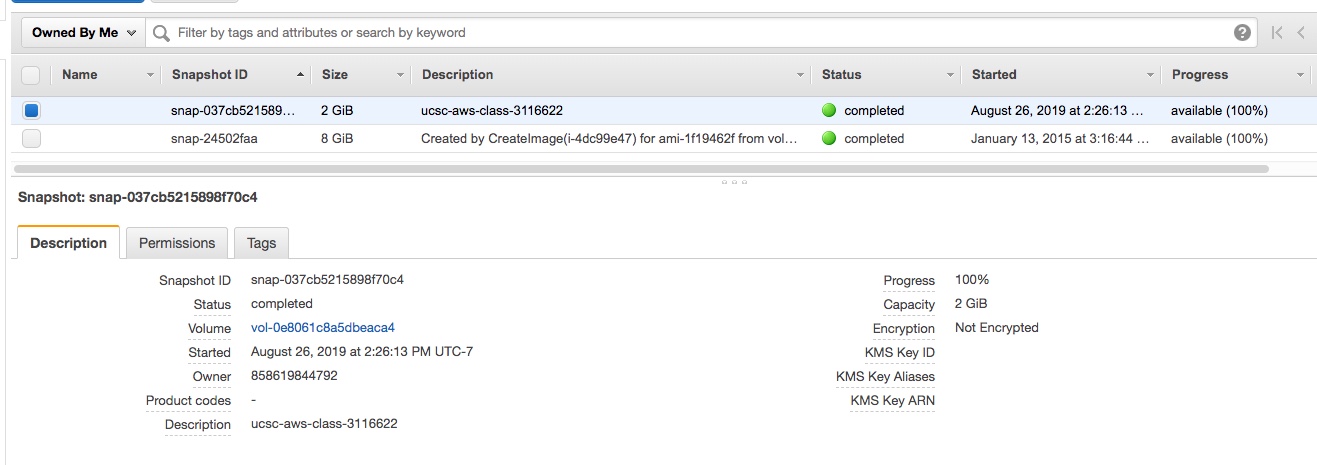 Owned By Me Filter by tags and attributes or search by keyword
Name Snapshot ID Size Description Status Started Progress
snap-037cb521589... 2 GiB ucsc-aws-class-3116622 completed August 26, 2019 at 2:26:13 ... available (100%)
snap-24502faa 8 GiB Created by CreateImage(i-4dc99e47) for ami-1f19462f from vol... completed January 13, 2015 at 3:16:44 ... available (100%)
Snapshot: snap-037cb5215898f70c4
Description Permissions Tags
Snapshot ID snap-037cb5215898f70c4 Progress 100%
Status completed Capacity 2 GiB
Volume vol-0e8061c8a5dbeaca4 Encryption Not Encrypted
Started August 26, 2019 at 2:26:13 PM UTC-7 KMS Key ID
Owner 858619844792 KMS Key Aliases
Product codes - KMS Key ARN
Description ucsc-aws-class-3116622